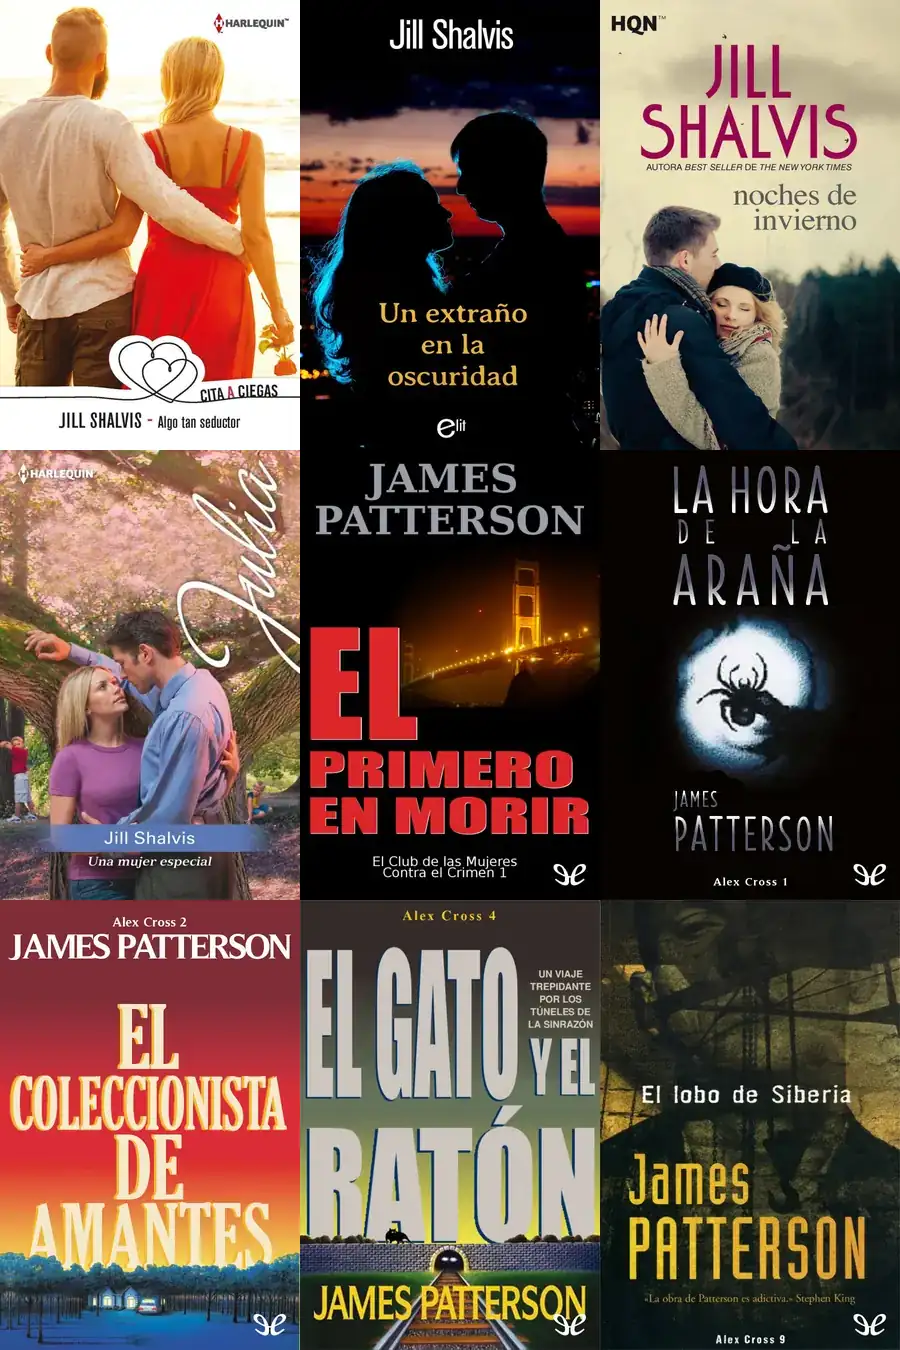 HARLEQUIN™
CITA A CIEGAS
JILL SHALVIS - Algo tan seductor
Jill Shalvis
Un extraño
en la
oscuridad
elit
HQN™
JILL
SHALVIS
AUTORA BEST SELLER DE THE NEW YORK TIMES
noches de
invierno
HARLEQUIN™
Julia
Jill Shalvis
Una mujer especial
JAMES
PATTERSON
EL
PRIMERO
EN MORIR
El Club de las Mujeres
Contra el Crimen 1
LA HORA
DE LA
ARAÑA
JAMES
PATTERSON
Alex Cross 1
Alex Cross 2
JAMES PATTERSON
EL
COLECCIONISTA
DE
AMANTES
Alex Cross 4
EL GATO
UN VIAJE
TREPIDANTE
POR LOS
TÚNELES DE
LA SINRAZÓN
Y EL
RATÓN
JAMES PATTERSON
El lobo de Siberia
James
PATTERSON
«La obra de Patterson es adictiva.» Stephen King
Alex Cross 9